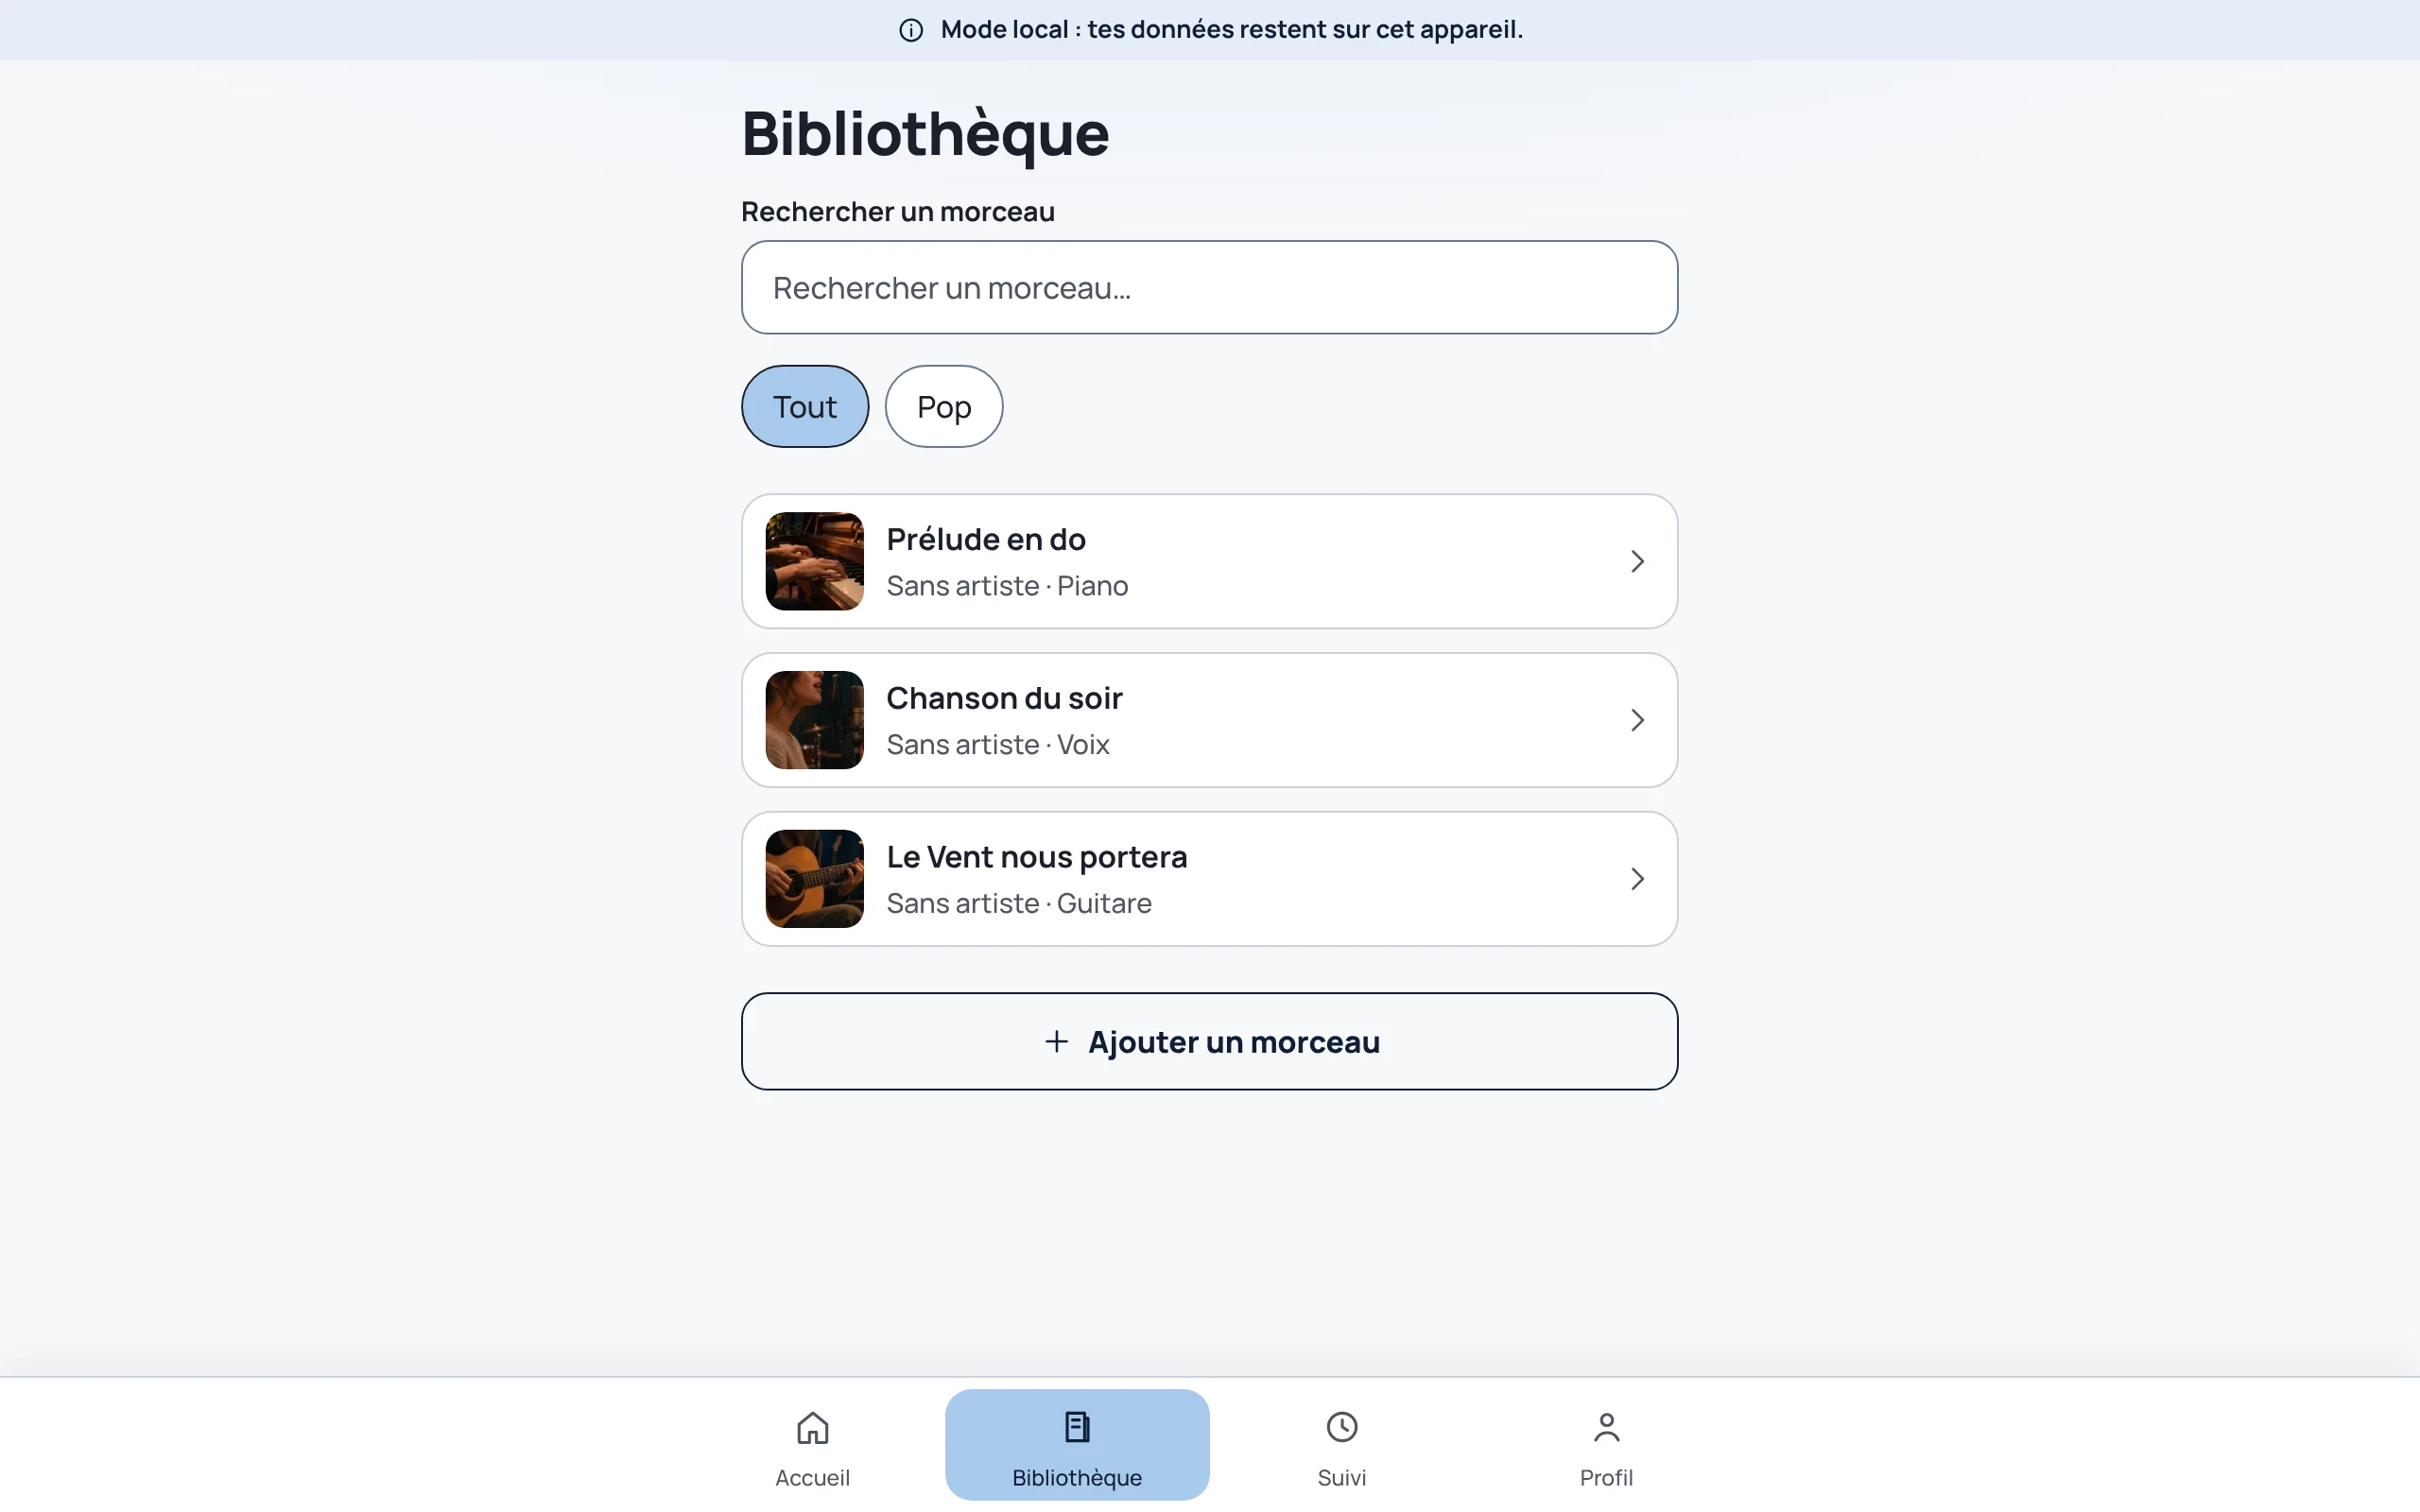 Mode local : tes données restent sur cet appareil.
Bibliothèque
Rechercher un morceau
Rechercher un morceau...
Tout
Pop
Prélude en do
Sans artiste · Piano
Chanson du soir
Sans artiste · Voix
Le Vent nous portera
Sans artiste · Guitare
+ Ajouter un morceau
Accueil
Bibliothèque
Suivi
Profil